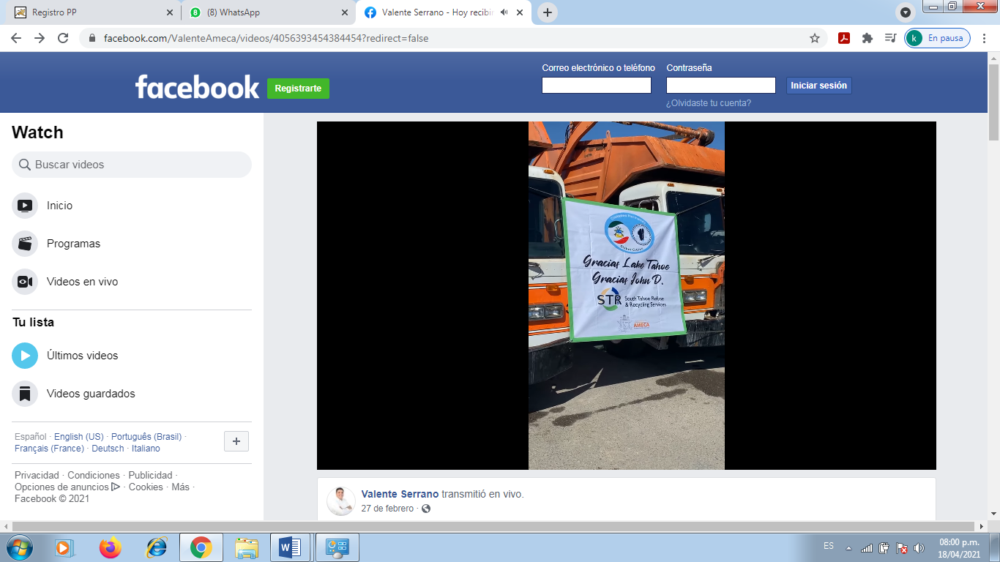 Registro PP
(8) WhatsApp
Valente Serrano - Hoy recibir
facebook.com/ValenteAmeca/videos/4056393454384454?redirect=false
k
En pausa
facebook
Registrarte
Correo electrónico o teléfono
Contraseña
Iniciar sesión
¿Olvidaste tu cuenta?
Watch
Buscar videos
Inicio
Programas
Videos en vivo
Tu lista
Últimos videos
Videos guardados
Español · English (US) · Português (Brasil) ·
Français (France) · Deutsch · Italiano
Privacidad · Condiciones · Publicidad ·
Opciones de anuncios · Cookies · Más ·
Facebook © 2021
Gracias Lake Tahoe
Gracias John D.
STR
South Tahoe Refuse
& Recycling Services
AMECA
Valente Serrano transmitió en vivo.
27 de febrero ·
ES
08:00 p.m.
18/04/2021